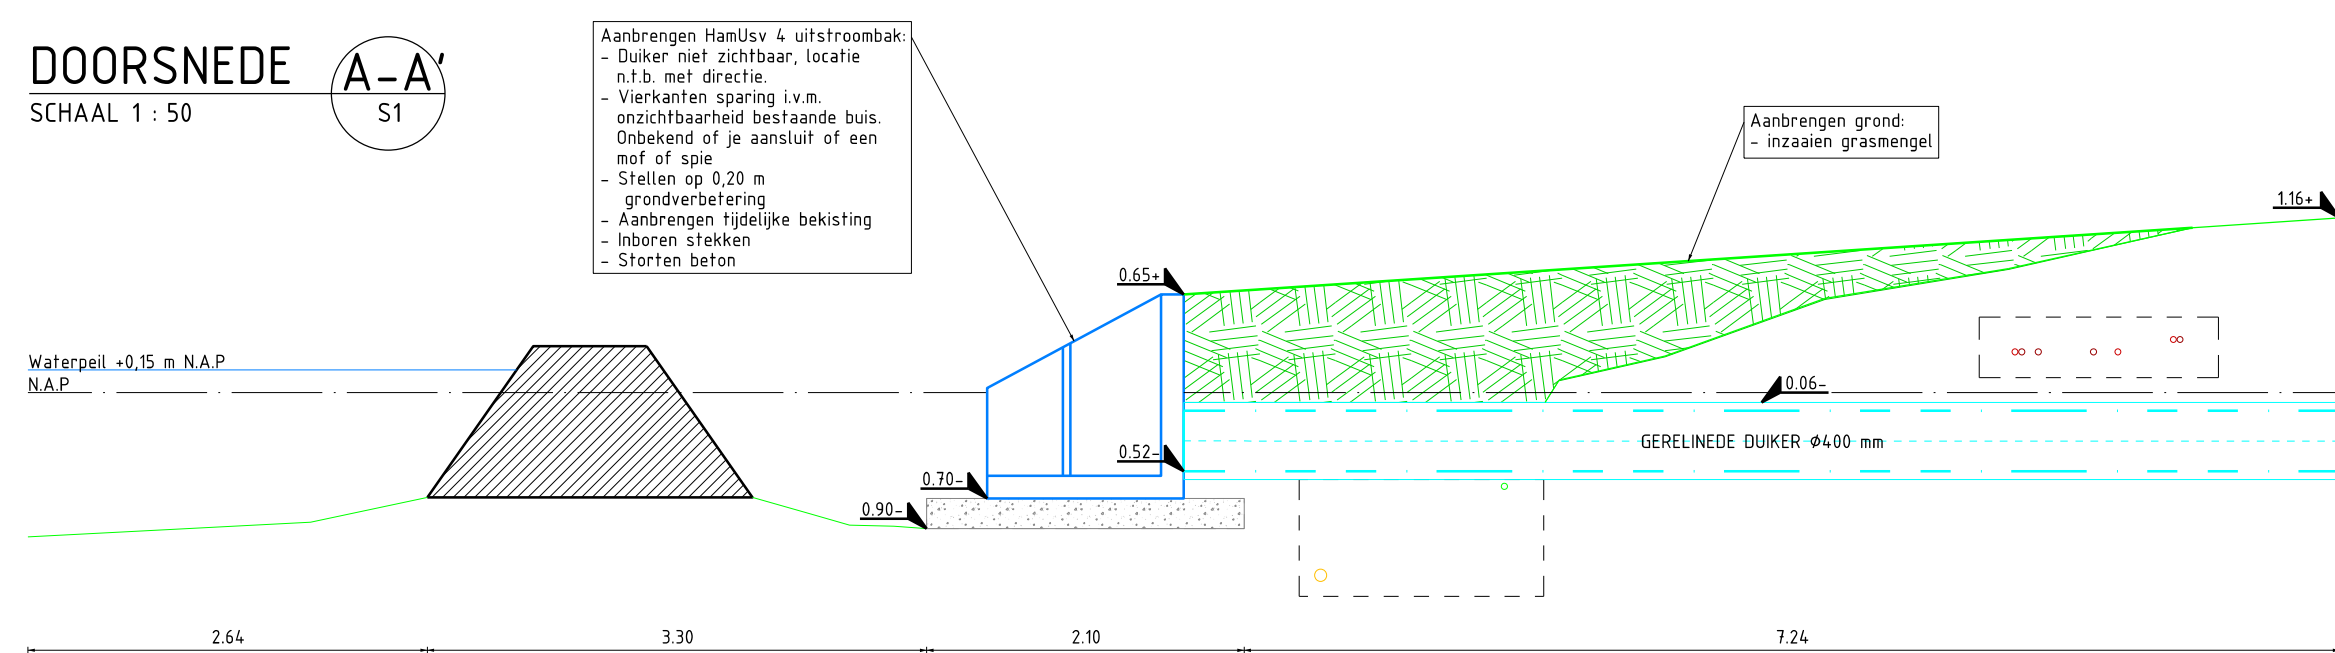 DOORSNEDE
A-A'
SCHAAL 1 : 50
S1
Aanbrengen HamUsv 4 uitstroombak:
- Duiker niet zichtbaar, locatie
n.t.b. met directie.
- Vierkanten sparing i.v.m.
onzichtbaarheid bestaande buis.
Onbekend of je aansluit of een
mof of spie
- Stellen op 0,20 m
grondverbetering
- Aanbrengen tijdelijke bekisting
- Inboren stekken
- Storten beton
Aanbrengen grond:
- inzaaien grasmengel
1.16+
0.65+
Waterpeil +0,15 m N.A.P
N.A.P
0.06-
GERELINEDE DUIKER Ø400 mm
0.52-
0.70-
0.90-
2.64
3.30
2.10
7.24